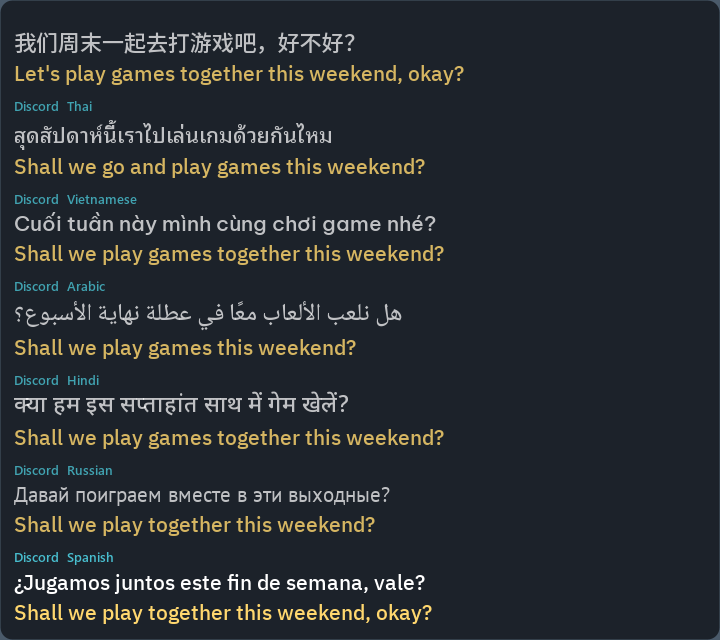 我们周末一起去打游戏吧，好不好?
Let's play games together this weekend, okay?
Discord Thai
สุดสัปดาห์นี้เราไปเล่นเกมด้วยกันไหม
Shall we go and play games this weekend?
Discord Vietnamese
Cuối tuần này mình cùng chơi game nhé?
Shall we play games together this weekend?
Discord Arabic
هل نلعب الألعاب معًا في عطلة نهاية الأسبوع؟
Shall we play games this weekend?
Discord Hindi
क्या हम इस सप्ताहांत साथ में गेम खेलें?
Shall we play games together this weekend?
Discord Russian
Давай поиграем вместе в эти выходные?
Shall we play together this weekend?
Discord Spanish
¿Jugamos juntos este fin de semana, vale?
Shall we play together this weekend, okay?